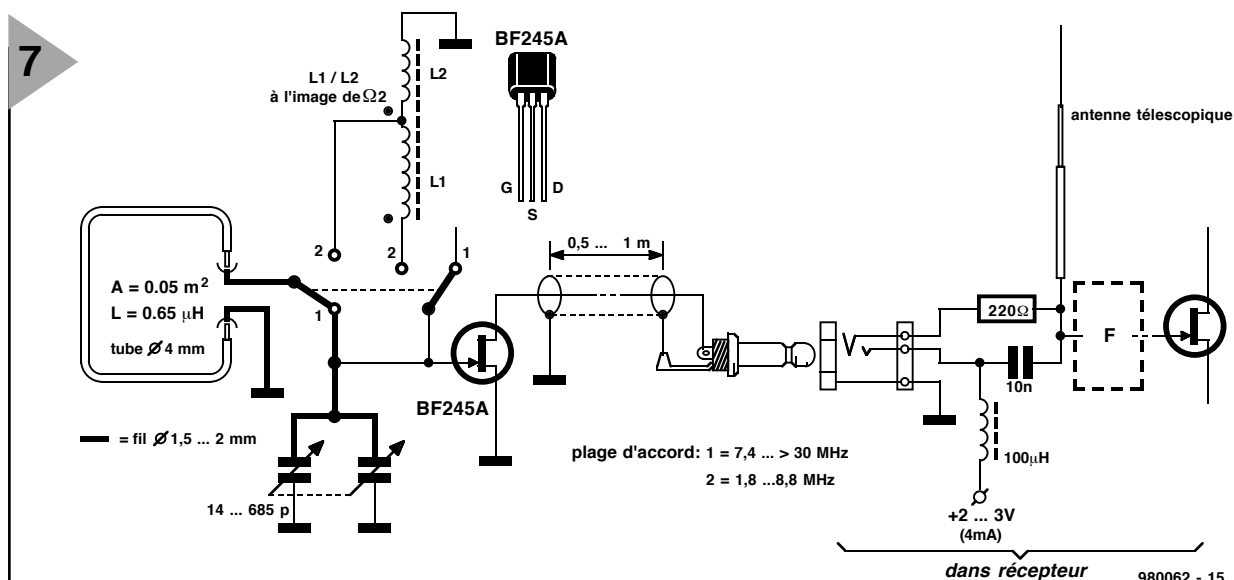 7
BF245A
L2
L1 / L2
à l'image de Ω2
antenne télescopique
L1
G
D
S
2
2
1
0,5 ... 1 m
A = 0.05 m²
L = 0.65 μH
1
tube Ø 4 mm
220Ω
F
10n
BF245A
= fil Ø 1,5 ... 2 mm
plage d'accord: 1 = 7,4 ... > 30 MHz
2 = 1,8 ...8,8 MHz
100μH
14 ... 685 p
+2 ... 3V
(4mA)
dans récepteur
980062 - 15